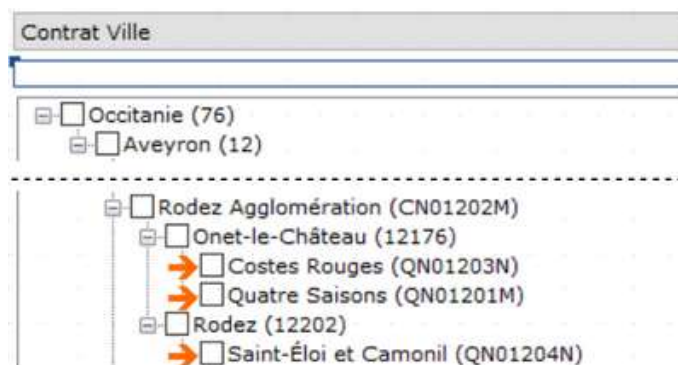 Contrat Ville
Occitanie (76)
Aveyron (12)
Rodez Agglomération (CN01202M)
Onet-le-Château (12176)
Costes Rouges (QN01203N)
Quatre Saisons (QN01201M)
Rodez (12202)
Saint-Éloi et Camonil (QN01204N)